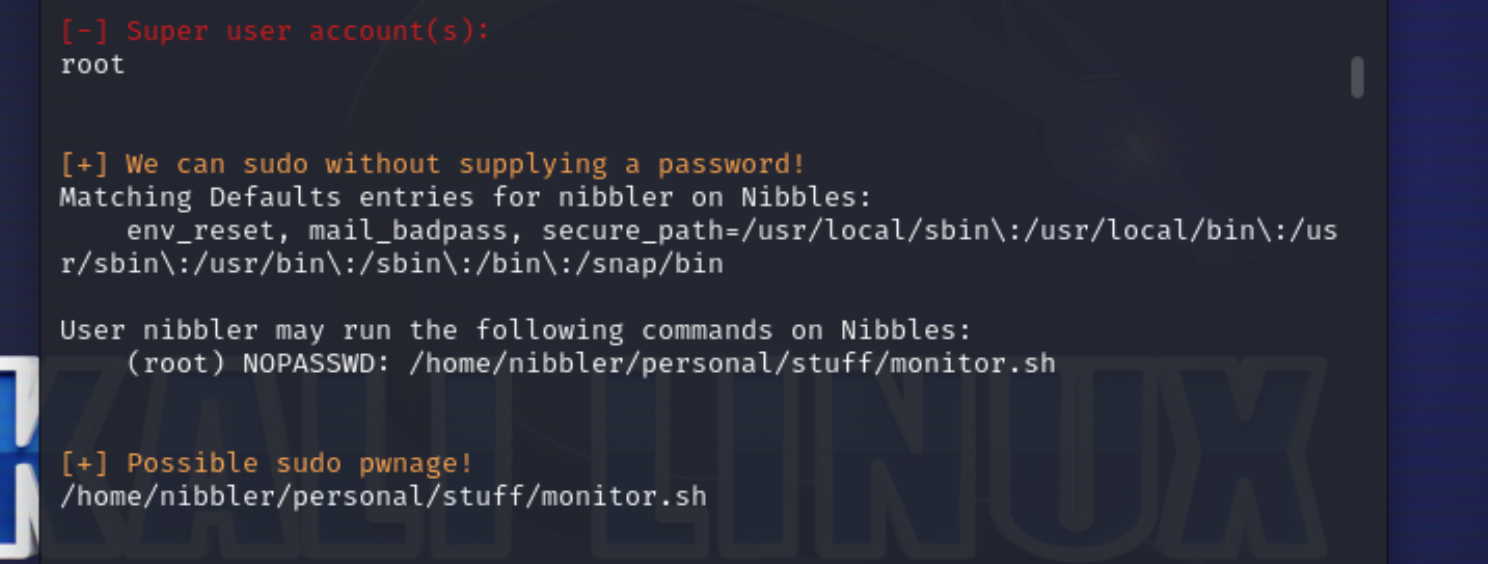 [-] Super user account(s):
root
[+] We can sudo without supplying a password!
Matching Defaults entries for nibbler on Nibbles:
    env_reset, mail_badpass, secure_path=/usr/local/sbin\:/usr/local/bin\:/us
r/sbin\:/usr/bin\:/sbin\:/bin\:/snap/bin
User nibbler may run the following commands on Nibbles:
    (root) NOPASSWD: /home/nibbler/personal/stuff/monitor.sh
[+] Possible sudo pwnage!
/home/nibbler/personal/stuff/monitor.sh
KALI LINUX